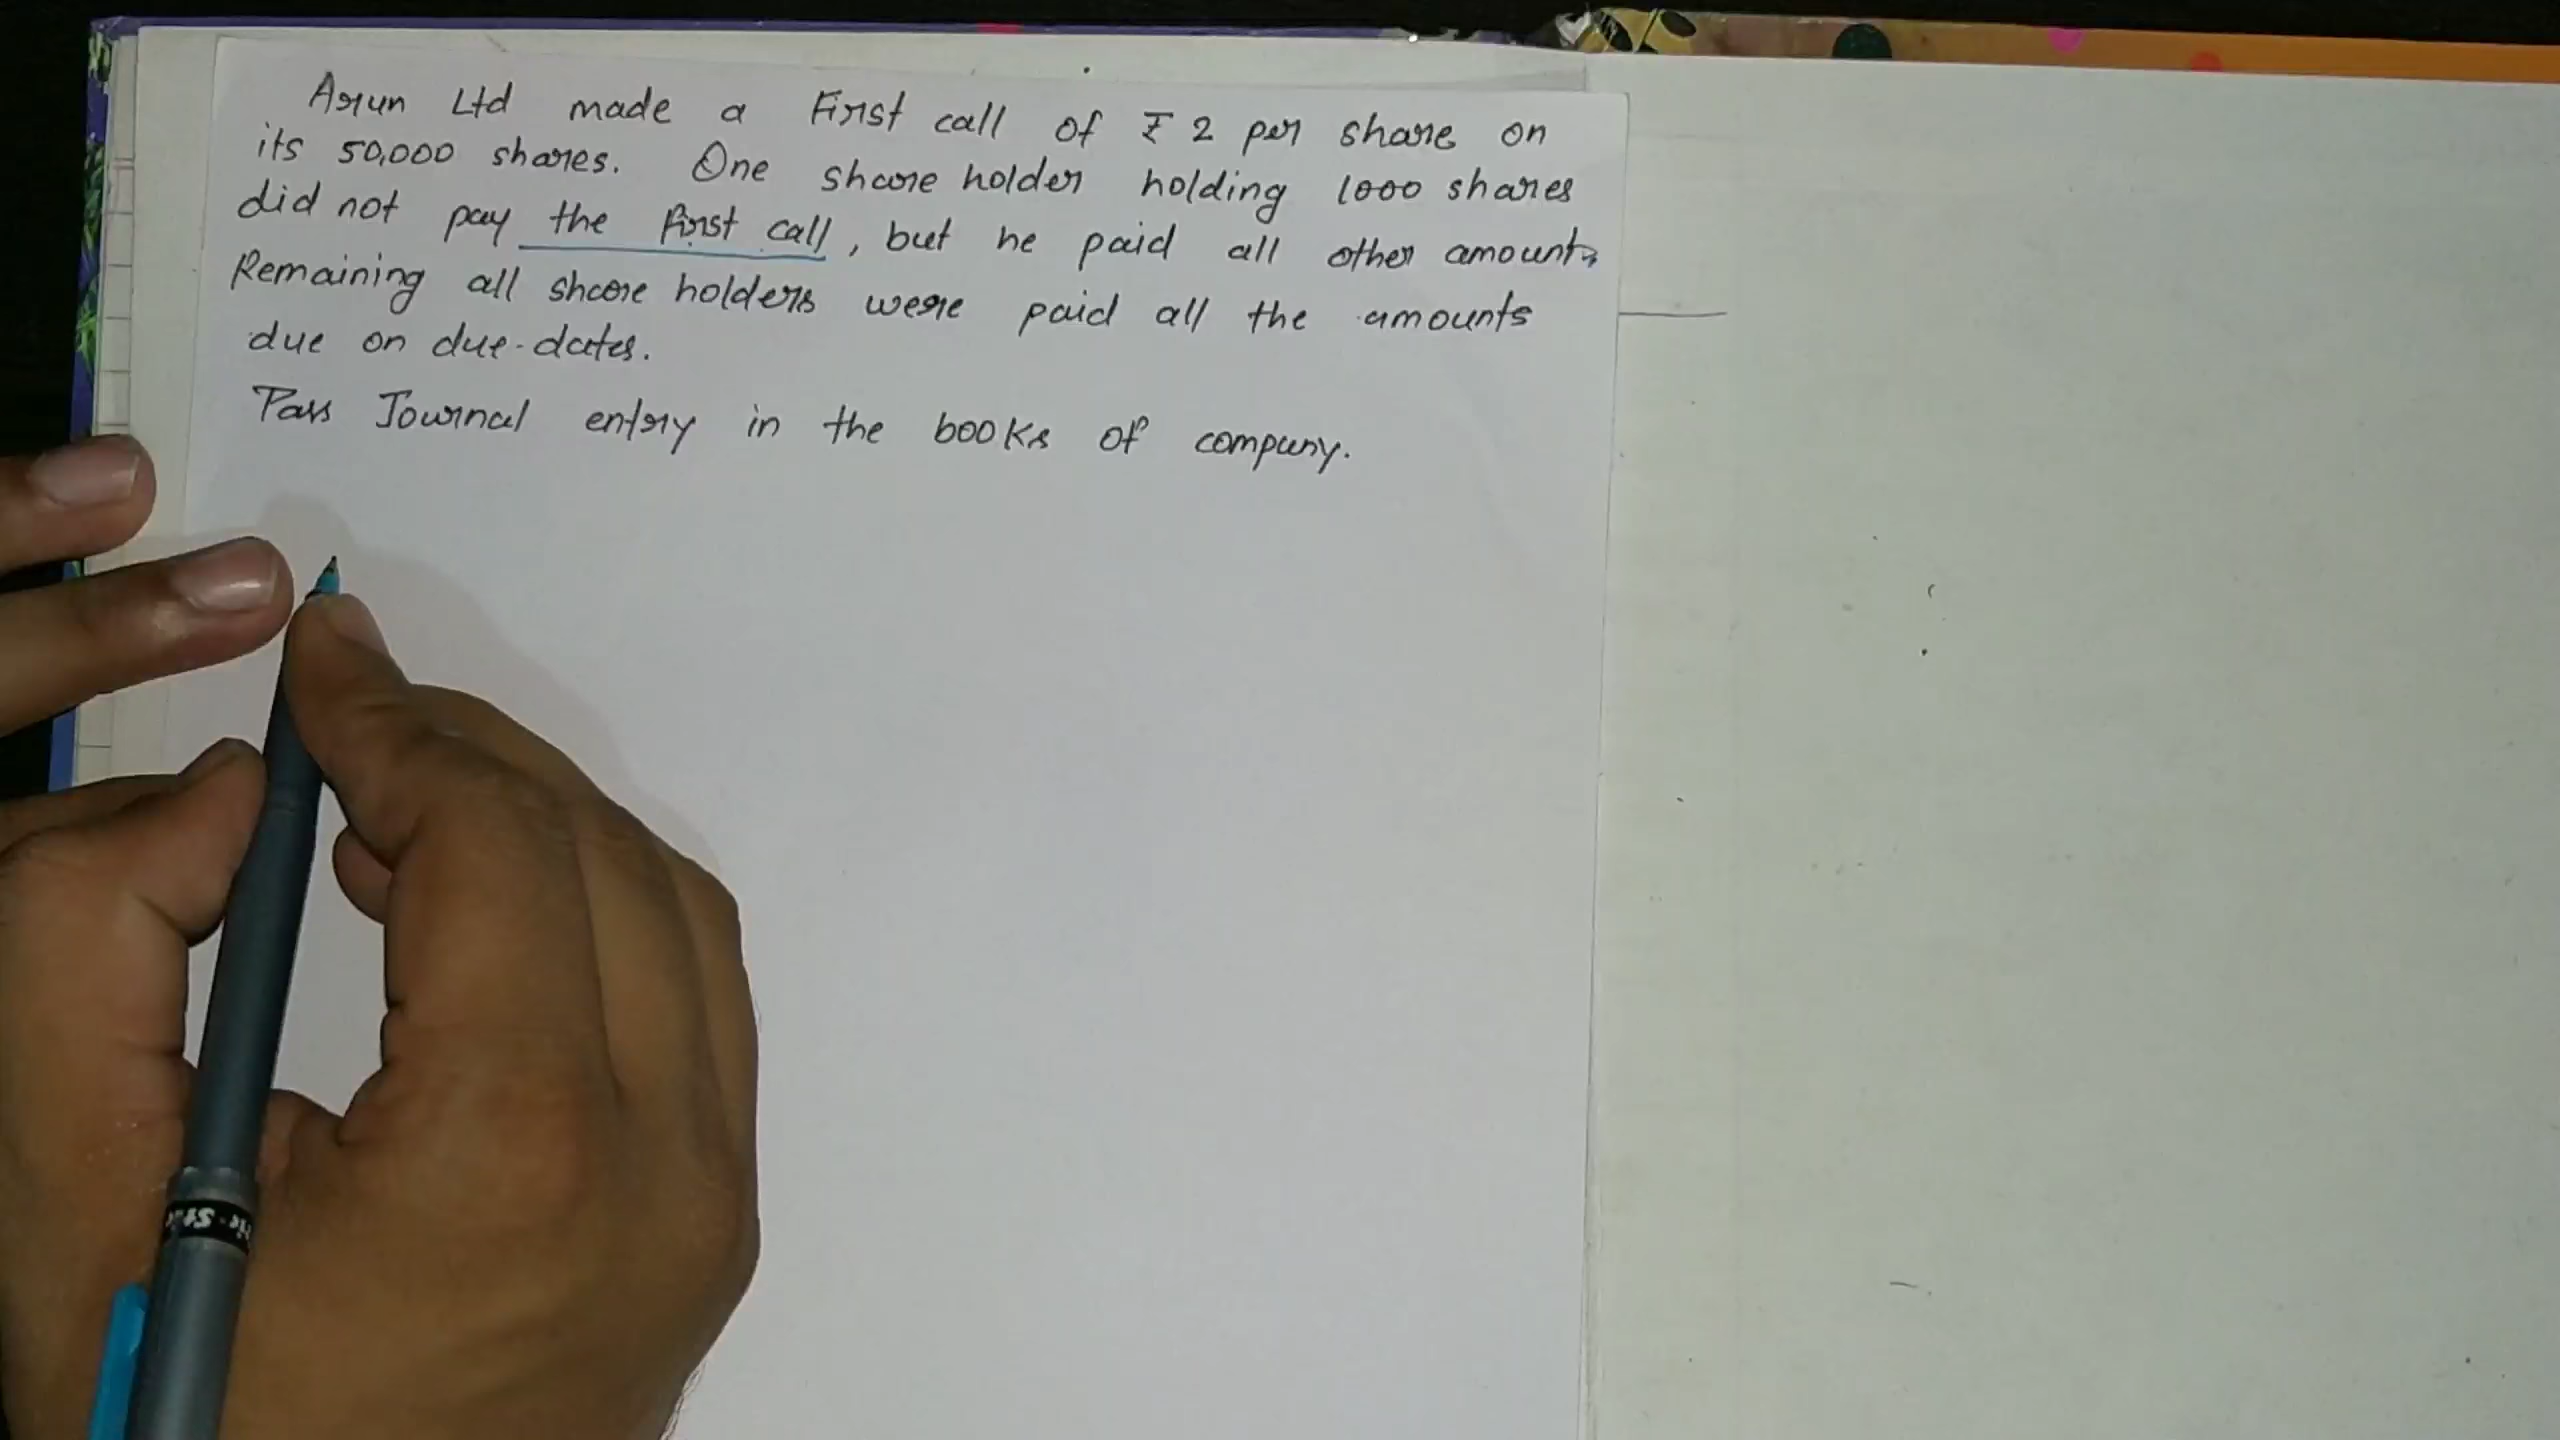 Arun Ltd made a First call of ₹ 2 per share on
its 50,000 shares. One share holder holding 1000 shares
did not pay the first call, but he paid all other amounts
Remaining all share holders were paid all the amounts
due on due-dates.
Pass Journal entry in the books of company.